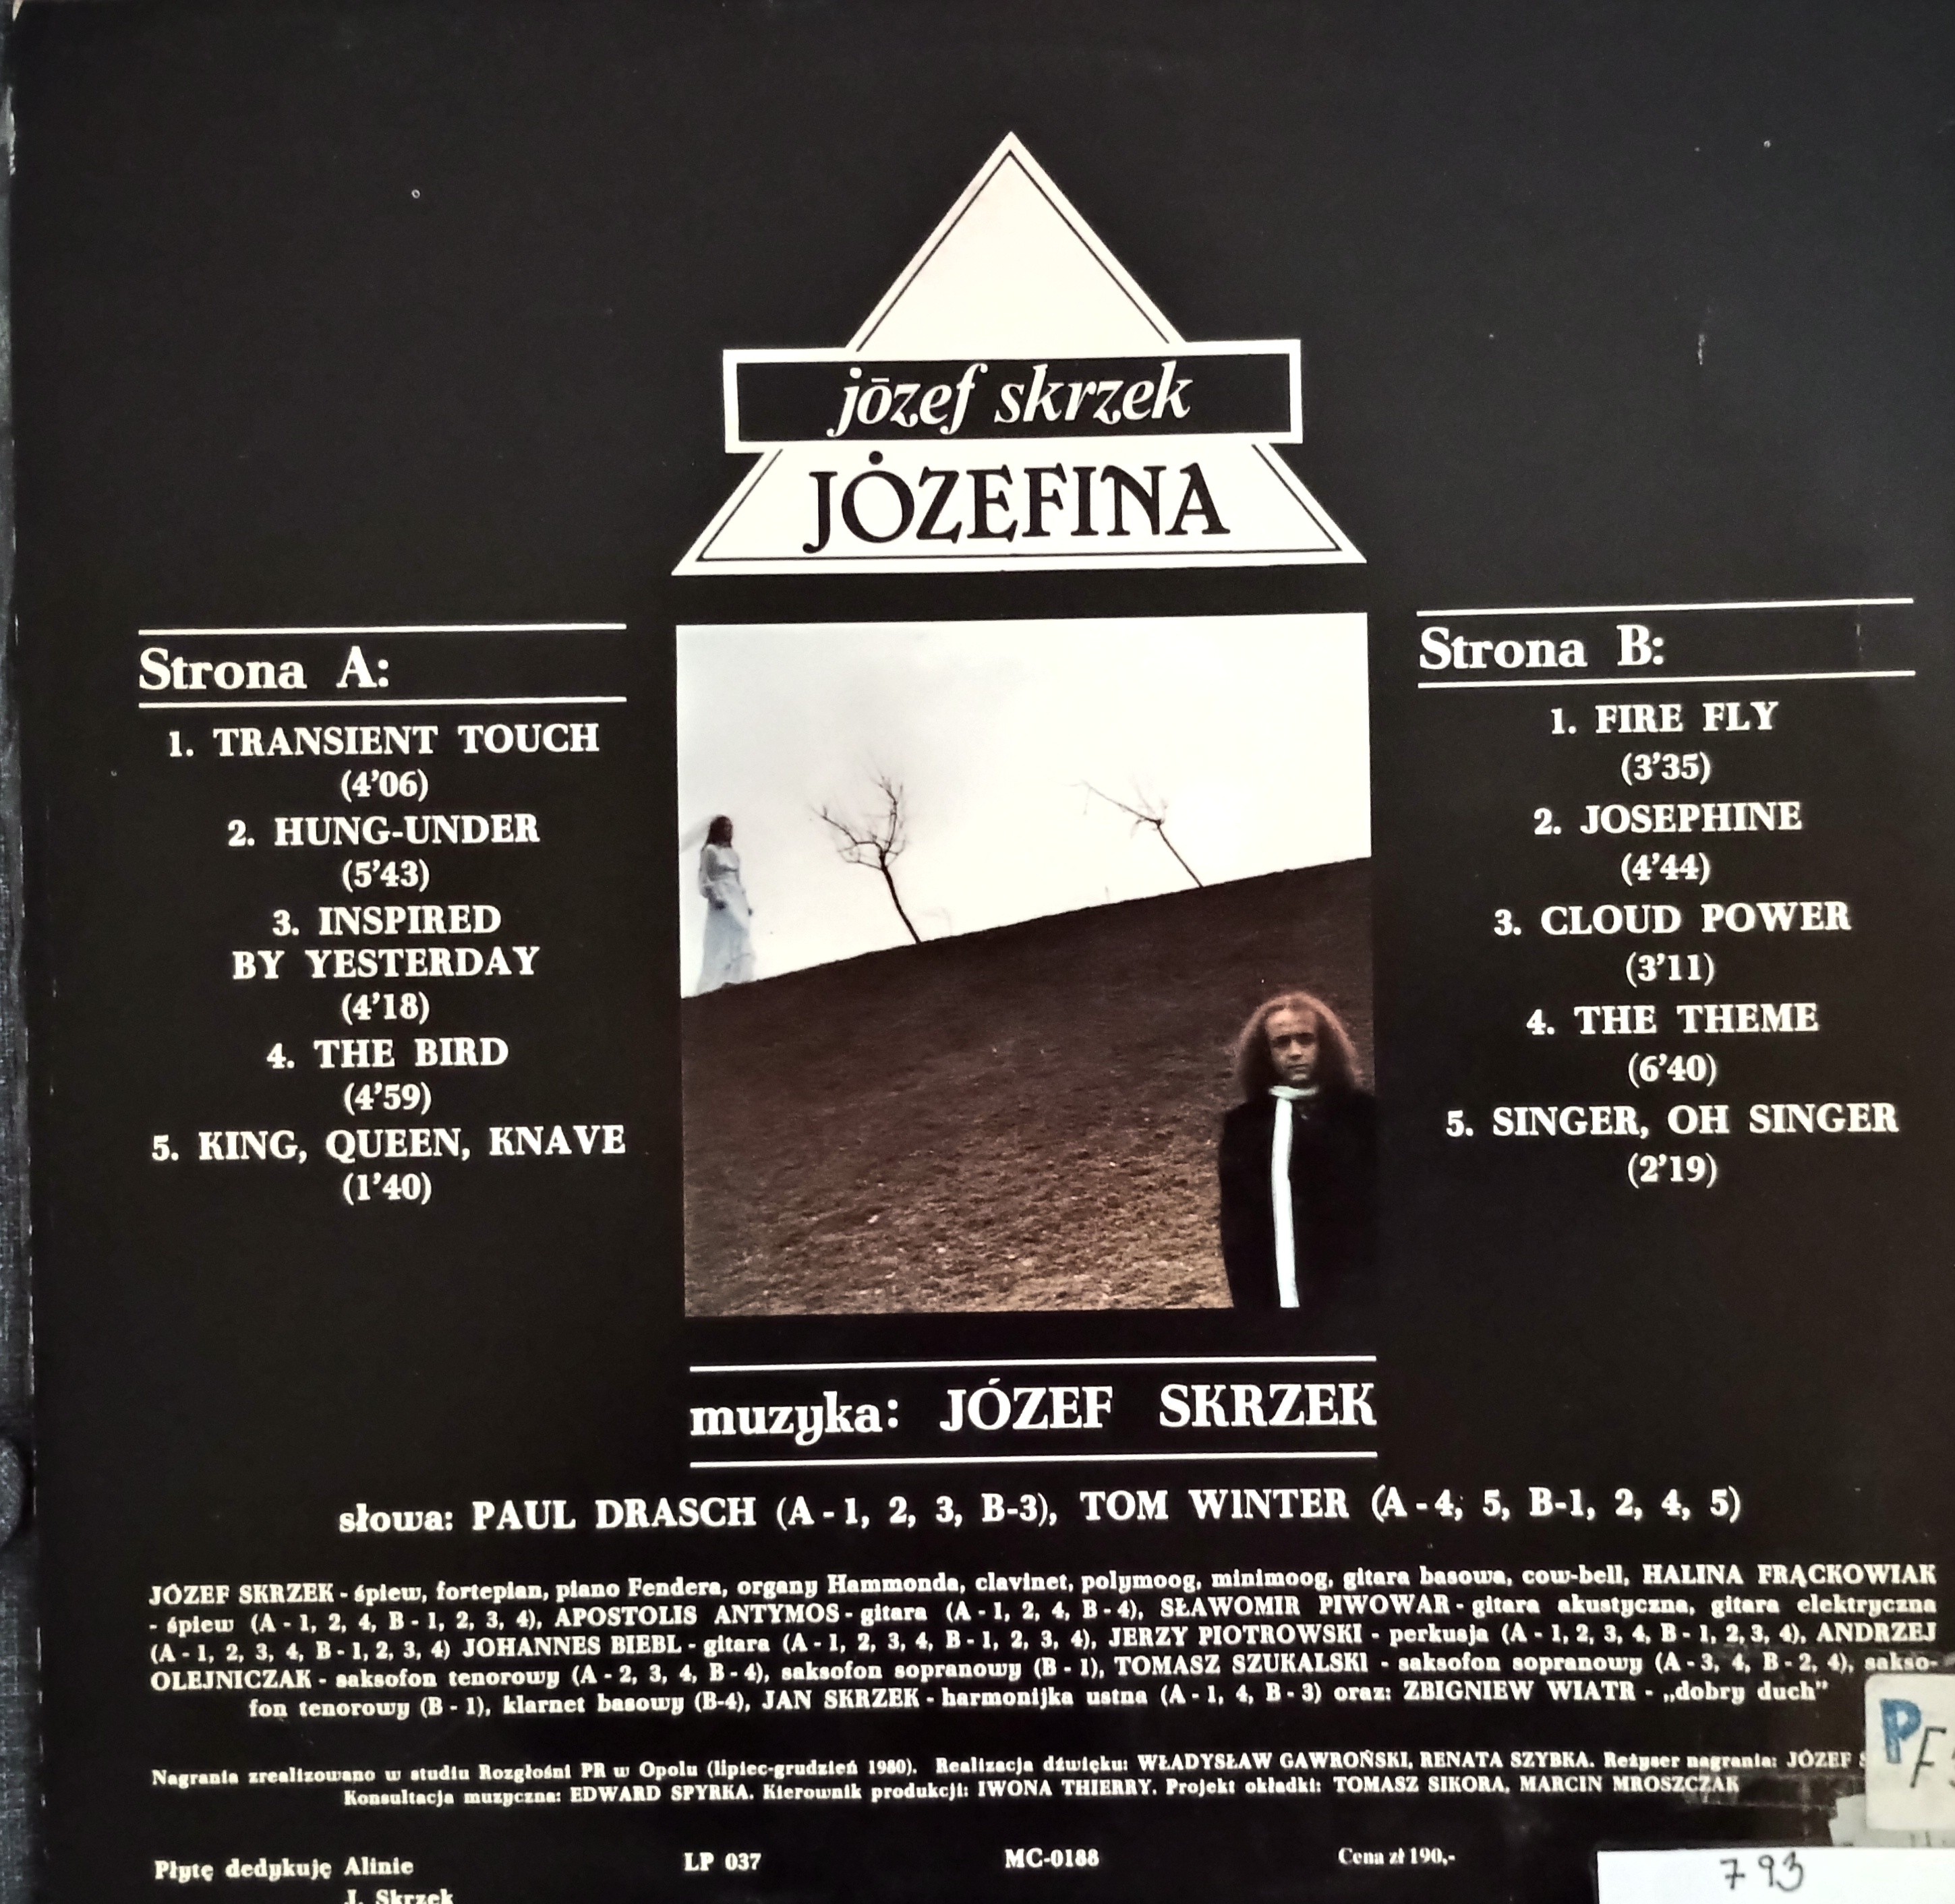 józef skrzek
JÓZEFINA
Strona A:
1. TRANSIENT TOUCH
(4’06)
2. HUNG-UNDER
(5’43)
3. INSPIRED
BY YESTERDAY
(4’18)
4. THE BIRD
(4’59)
5. KING, QUEEN, KNAVE
(1’40)
Strona B:
1. FIRE FLY
(3’35)
2. JOSEPHINE
(4’44)
3. CLOUD POWER
(3’11)
4. THE THEME
(6’40)
5. SINGER, OH SINGER
(2’19)
muzyka: JÓZEF SKRZEK
słowa: PAUL DRASCH (A - 1, 2, 3, B-3), TOM WINTER (A - 4, 5, B-1, 2, 4, 5)
JÓZEF SKRZEK - śpiew, fortepian, piano Fendera, organy Hammonda, clavinet, polymoog, minimoog, gitara basowa, cow-bell, HALINA FRĄCKOWIAK
- śpiew (A - 1, 2, 4, B - 1, 2, 3, 4), APOSTOLIS ANTYMOS - gitara (A - 1, 2, 4, B - 4), SŁAWOMIR PIWOWAR - gitara akustyczna, gitara elektryczna
(A - 1, 2, 3, 4, B - 1, 2, 3, 4) JOHANNES BIEBL - gitara (A - 1, 2, 3, 4, B - 1, 2, 3, 4), JERZY PIOTROWSKI - perkusja (A - 1, 2, 3, 4, B - 1, 2, 3, 4), ANDRZEJ
OLEJNICZAK - saksofon tenorowy (A - 2, 3, 4, B - 4), saksofon sopranowy (B - 1), TOMASZ SZUKALSKI - saksofon sopranowy (A - 3, 4, B - 2, 4), sakso-
fon tenorowy (B - 1), klarnet basowy (B-4), JAN SKRZEK - harmonijka ustna (A - 1, 4, B - 3) oraz: ZBIGNIEW WIATR - „dobry duch”
Nagrania zrealizowano w studiu Rozgłośni PR w Opolu (lipiec-grudzień 1980). Realizacja dźwięku: WŁADYSŁAW GAWROŃSKI, RENATA SZYBKA. Reżyser nagrania: JÓZEF
Konsultacja muzyczna: EDWARD SPYRKA. Kierownik produkcji: IWONA THIERRY. Projekt okładki: TOMASZ SIKORA, MARCIN MROSZCZAK
Płytę dedykuję Alinie
J. Skrzek
LP 037
MC-0188
Cena zł 190,-
PF
793